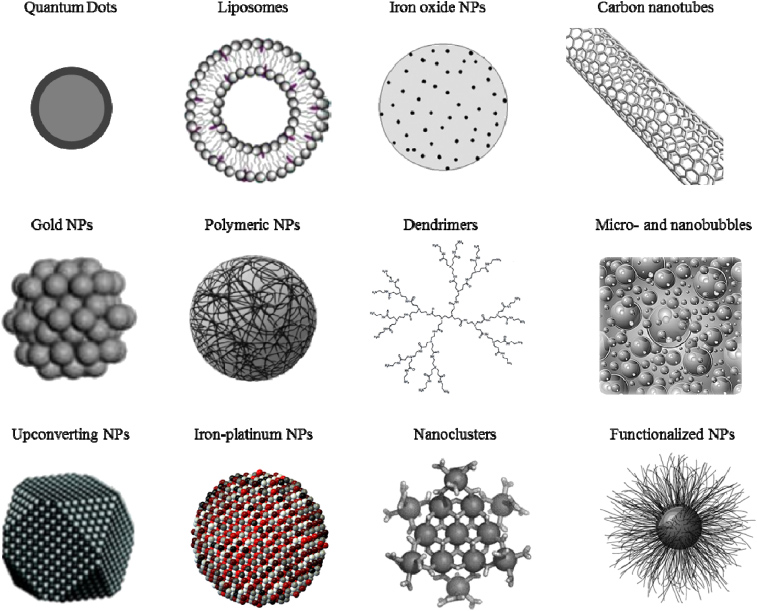 Quantum Dots
Liposomes
Iron oxide NPs
Carbon nanotubes
Gold NPs
Polymeric NPs
Dendrimers
Micro- and nanobubbles
Upconverting NPs
Iron-platinum NPs
Nanoclusters
Functionalized NPs